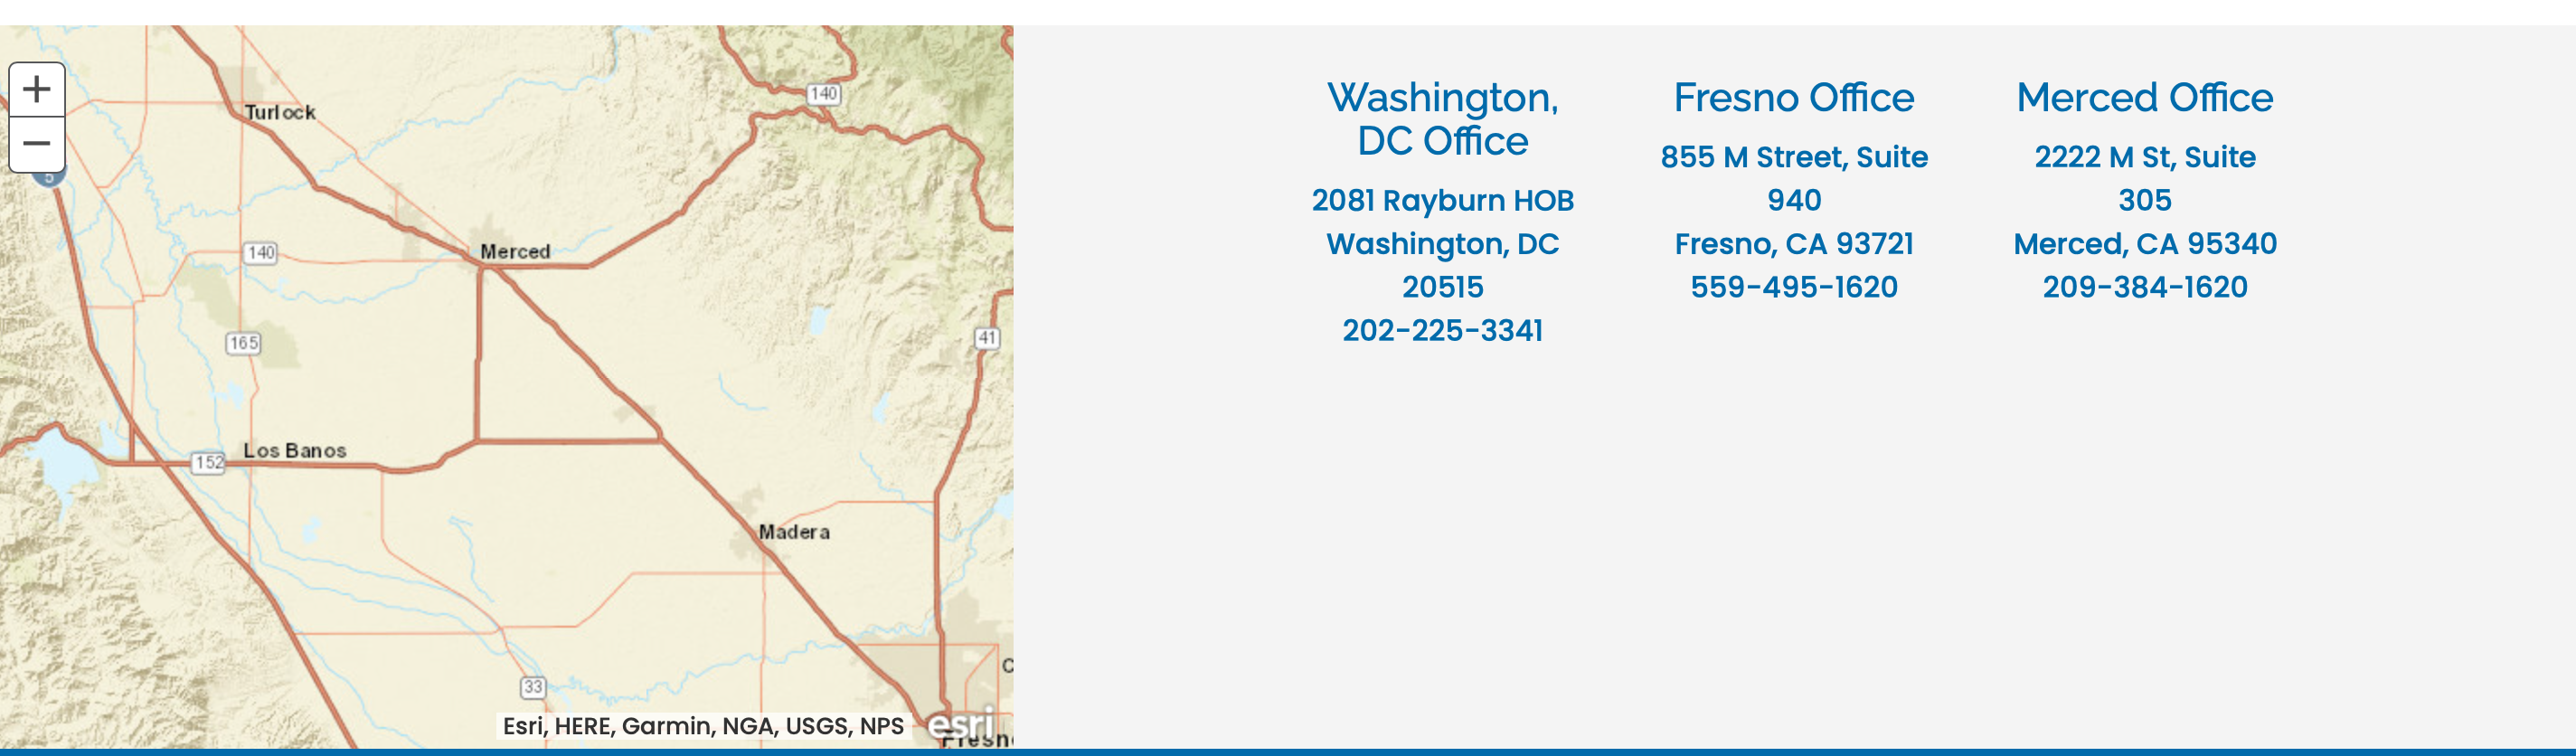 +
−
5
Turlock
140
Merced
140
165
41
Los Banos
152
Madera
33
C
Esri, HERE, Garmin, NGA, USGS, NPS
esri
Fresn
Washington,
DC Office
2081 Rayburn HOB
Washington, DC
20515
202-225-3341
Fresno Office
855 M Street, Suite
940
Fresno, CA 93721
559-495-1620
Merced Office
2222 M St, Suite
305
Merced, CA 95340
209-384-1620